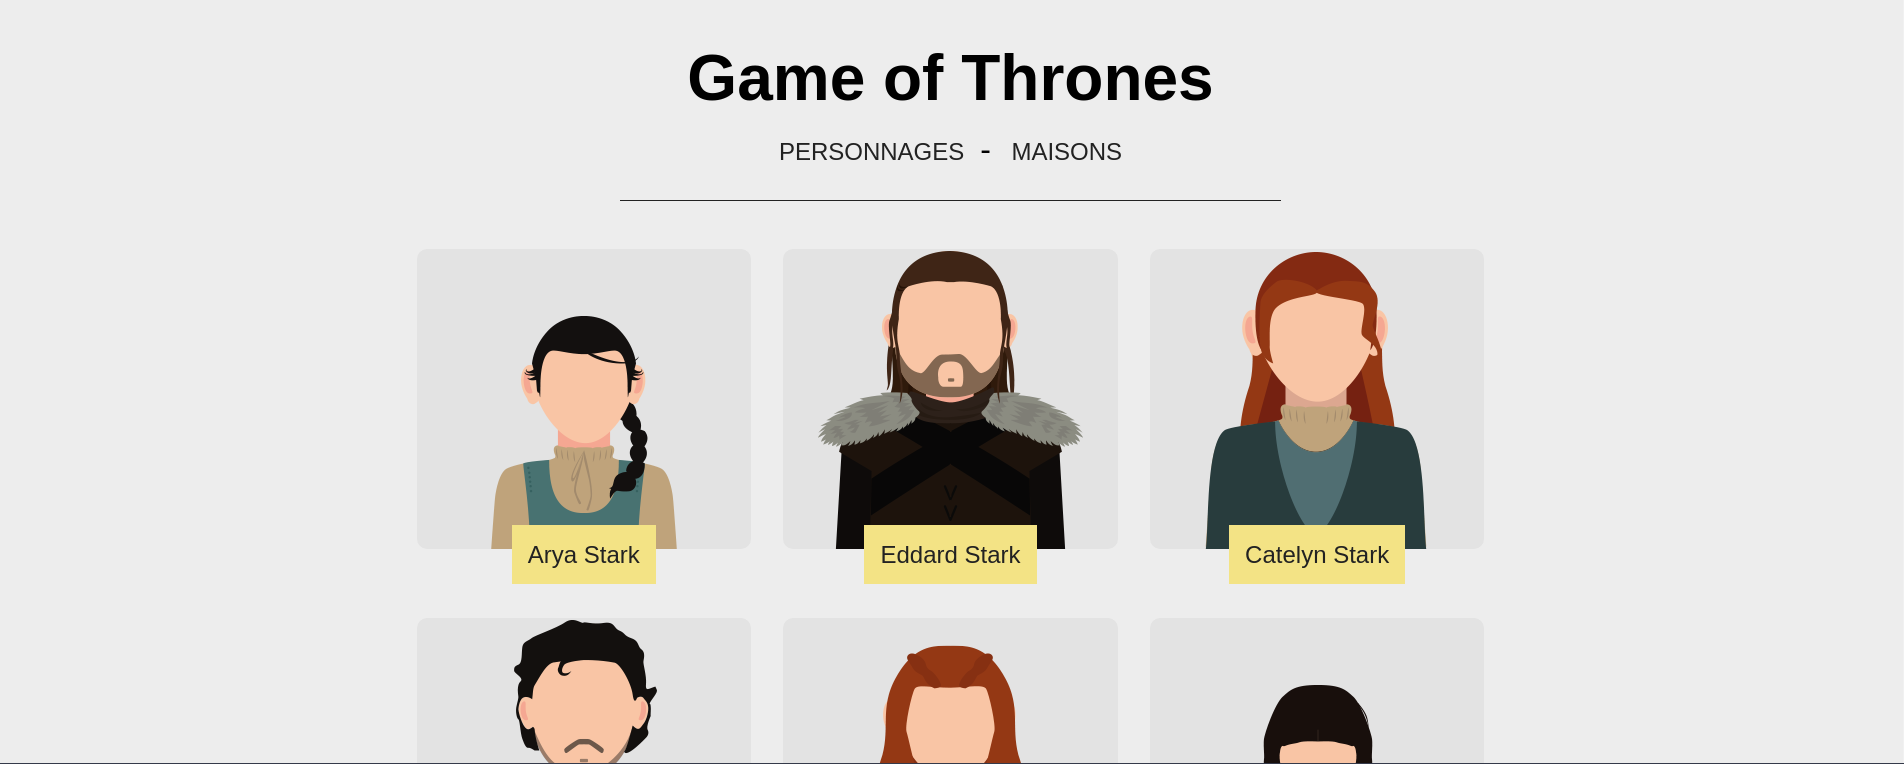 Game of Thrones
PERSONNAGES - MAISONS
Arya Stark
Eddard Stark
Catelyn Stark